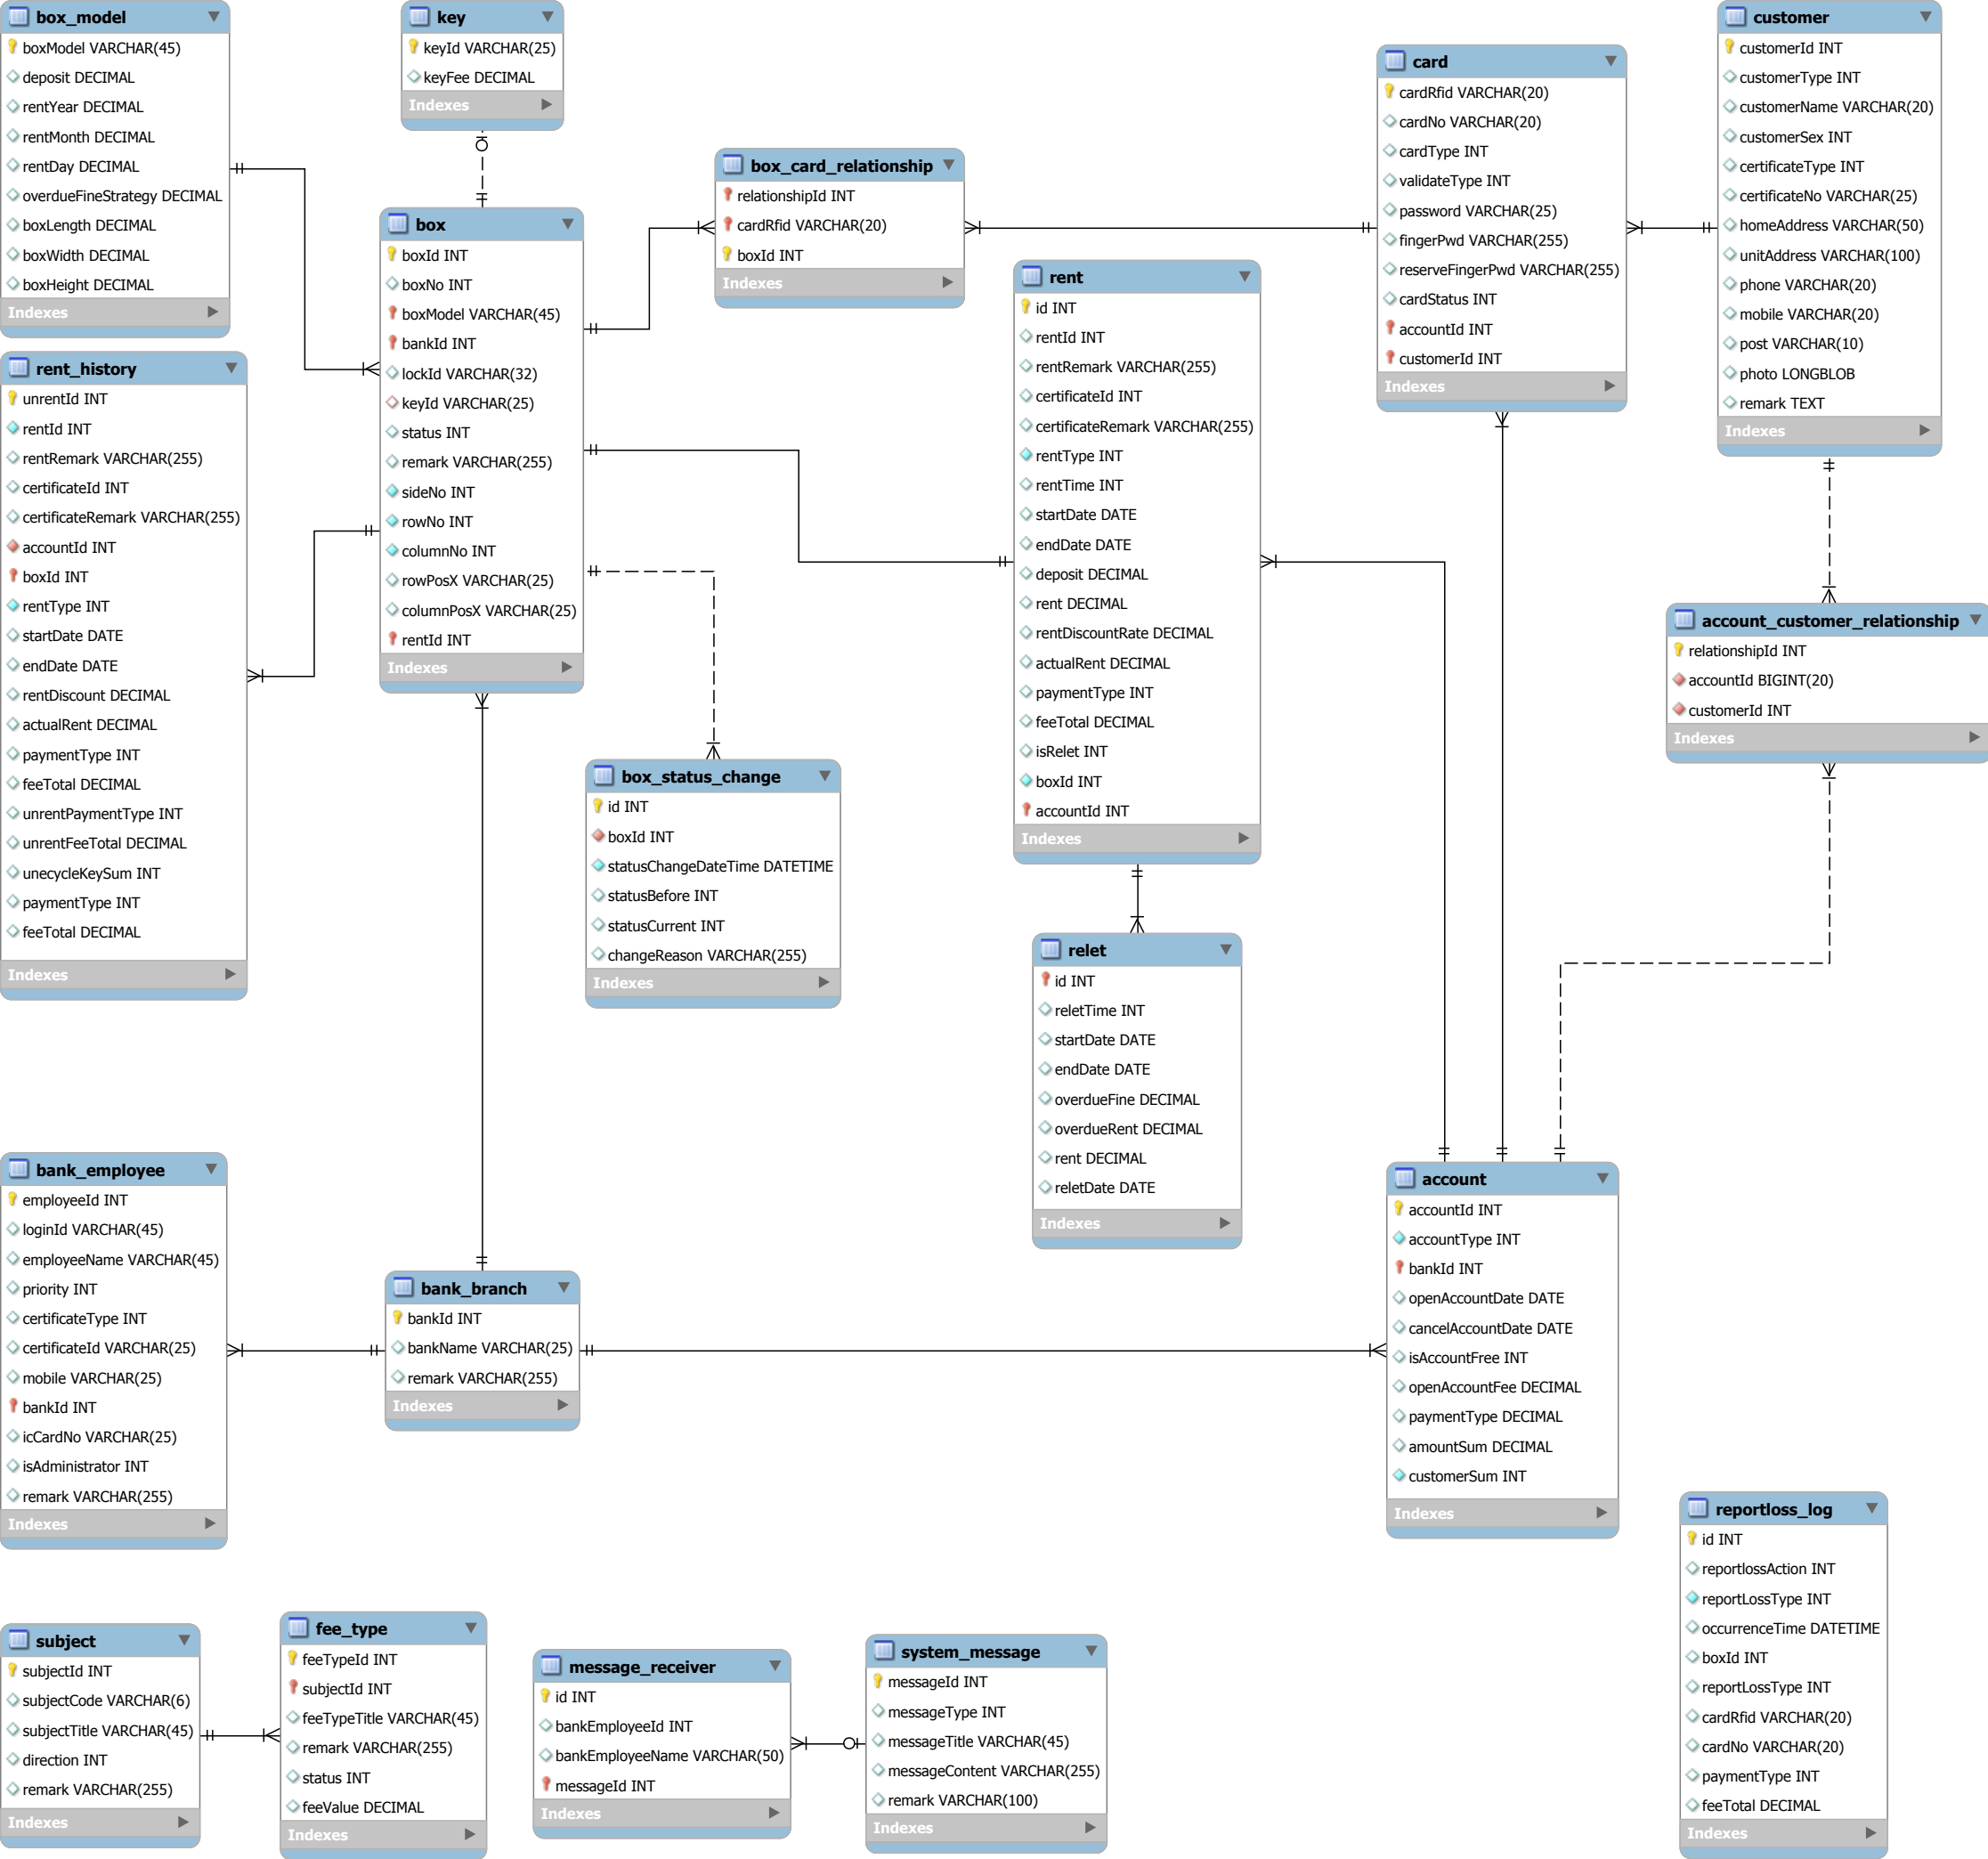 box_model
boxModel VARCHAR(45)
deposit DECIMAL
rentYear DECIMAL
rentMonth DECIMAL
rentDay DECIMAL
overdueFineStrategy DECIMAL
boxLength DECIMAL
boxWidth DECIMAL
boxHeight DECIMAL
Indexes
key
keyId VARCHAR(25)
keyFee DECIMAL
Indexes
customer
customerId INT
customerType INT
customerName VARCHAR(20)
customerSex INT
certificateType INT
certificateNo VARCHAR(25)
homeAddress VARCHAR(50)
unitAddress VARCHAR(100)
phone VARCHAR(20)
mobile VARCHAR(20)
post VARCHAR(10)
photo LONGBLOB
remark TEXT
Indexes
card
cardRfid VARCHAR(20)
cardNo VARCHAR(20)
cardType INT
validateType INT
password VARCHAR(25)
fingerPwd VARCHAR(255)
reserveFingerPwd VARCHAR(255)
cardStatus INT
accountId INT
customerId INT
Indexes
box_card_relationship
relationshipId INT
cardRfid VARCHAR(20)
boxId INT
Indexes
box
boxId INT
boxNo INT
boxModel VARCHAR(45)
bankId INT
lockId VARCHAR(32)
keyId VARCHAR(25)
status INT
remark VARCHAR(255)
sideNo INT
rowNo INT
columnNo INT
rowPosX VARCHAR(25)
columnPosX VARCHAR(25)
rentId INT
Indexes
rent
id INT
rentId INT
rentRemark VARCHAR(255)
certificateId INT
certificateRemark VARCHAR(255)
rentType INT
rentTime INT
startDate DATE
endDate DATE
deposit DECIMAL
rent DECIMAL
rentDiscountRate DECIMAL
actualRent DECIMAL
paymentType INT
feeTotal DECIMAL
isRelet INT
boxId INT
accountId INT
Indexes
rent_history
unrentId INT
rentId INT
rentRemark VARCHAR(255)
certificateId INT
certificateRemark VARCHAR(255)
accountId INT
boxId INT
rentType INT
startDate DATE
endDate DATE
rentDiscount DECIMAL
actualRent DECIMAL
paymentType INT
feeTotal DECIMAL
unrentPaymentType INT
unrentFeeTotal DECIMAL
unecycleKeySum INT
paymentType INT
feeTotal DECIMAL
Indexes
account_customer_relationship
relationshipId INT
accountId BIGINT(20)
customerId INT
Indexes
box_status_change
id INT
boxId INT
statusChangeDateTime DATETIME
statusBefore INT
statusCurrent INT
changeReason VARCHAR(255)
Indexes
relet
id INT
reletTime INT
startDate DATE
endDate DATE
overdueFine DECIMAL
overdueRent DECIMAL
rent DECIMAL
reletDate DATE
Indexes
bank_employee
employeeId INT
loginId VARCHAR(45)
employeeName VARCHAR(45)
priority INT
certificateType INT
certificateId VARCHAR(25)
mobile VARCHAR(25)
bankId INT
icCardNo VARCHAR(25)
isAdministrator INT
remark VARCHAR(255)
Indexes
bank_branch
bankId INT
bankName VARCHAR(25)
remark VARCHAR(255)
Indexes
account
accountId INT
accountType INT
bankId INT
openAccountDate DATE
cancelAccountDate DATE
isAccountFree INT
openAccountFee DECIMAL
paymentType DECIMAL
amountSum DECIMAL
customerSum INT
Indexes
reportloss_log
id INT
reportlossAction INT
reportLossType INT
occurrenceTime DATETIME
boxId INT
reportLossType INT
cardRfid VARCHAR(20)
cardNo VARCHAR(20)
paymentType INT
feeTotal DECIMAL
Indexes
subject
subjectId INT
subjectCode VARCHAR(6)
subjectTitle VARCHAR(45)
direction INT
remark VARCHAR(255)
Indexes
fee_type
feeTypeId INT
subjectId INT
feeTypeTitle VARCHAR(45)
remark VARCHAR(255)
status INT
feeValue DECIMAL
Indexes
message_receiver
id INT
bankEmployeeId INT
bankEmployeeName VARCHAR(50)
messageId INT
Indexes
system_message
messageId INT
messageType INT
messageTitle VARCHAR(45)
messageContent VARCHAR(255)
remark VARCHAR(100)
Indexes